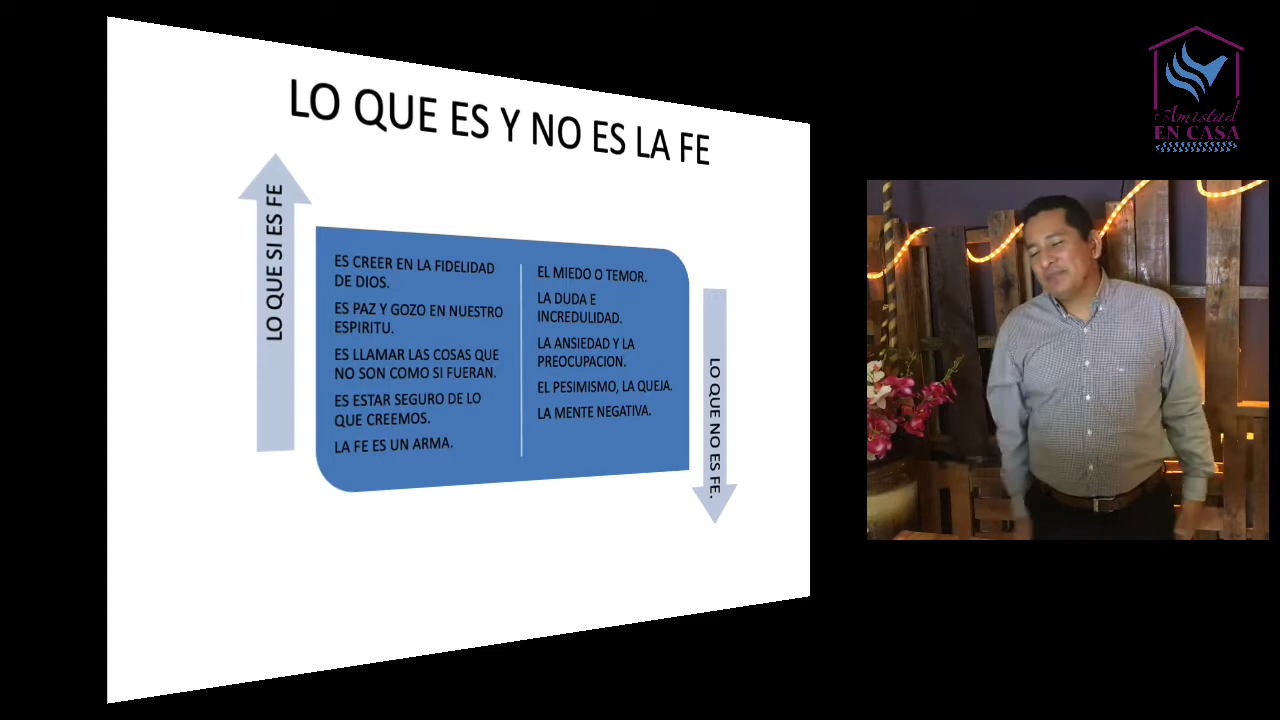 LO QUE ES Y NO ES LA FE
LO QUE SI ES FE
ES CREER EN LA FIDELIDAD
DE DIOS.
ES PAZ Y GOZO EN NUESTRO
ESPIRITU.
ES LLAMAR LAS COSAS QUE
NO SON COMO SI FUERAN.
ES ESTAR SEGURO DE LO
QUE CREEMOS.
LA FE ES UN ARMA.
EL MIEDO O TEMOR.
LA DUDA E
INCREDULIDAD.
LA ANSIEDAD Y LA
PREOCUPACION.
EL PESIMISMO, LA QUEJA.
LA MENTE NEGATIVA.
LO QUE NO ES FE.
Amistad
EN CASA